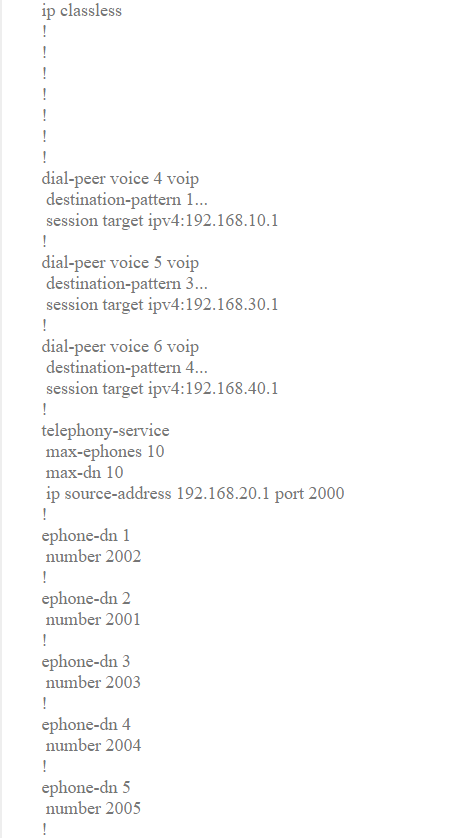 ip classless
!
!
!
!
!
!
!
dial-peer voice 4 voip
destination-pattern 1...
session target ipv4:192.168.10.1
!
dial-peer voice 5 voip
destination-pattern 3...
session target ipv4:192.168.30.1
!
dial-peer voice 6 voip
destination-pattern 4...
session target ipv4:192.168.40.1
!
telephony-service
max-ephones 10
max-dn 10
ip source-address 192.168.20.1 port 2000
!
ephone-dn 1
number 2002
!
ephone-dn 2
number 2001
!
ephone-dn 3
number 2003
!
ephone-dn 4
number 2004
!
ephone-dn 5
number 2005
!